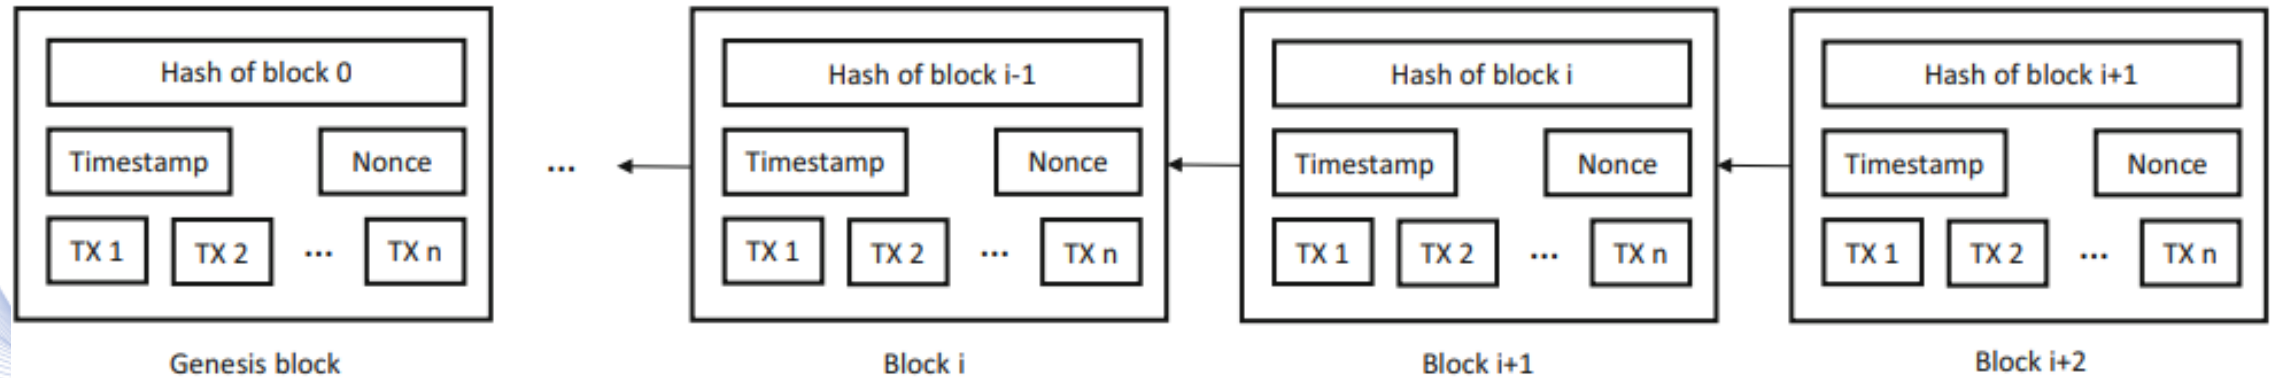 Hash of block 0
Timestamp Nonce
TX 1 TX 2 ... TX n
Genesis block
...
Hash of block i-1
Timestamp Nonce
TX 1 TX 2 ... TX n
Block i
Hash of block i
Timestamp Nonce
TX 1 TX 2 ... TX n
Block i+1
Hash of block i+1
Timestamp Nonce
TX 1 TX 2 ... TX n
Block i+2